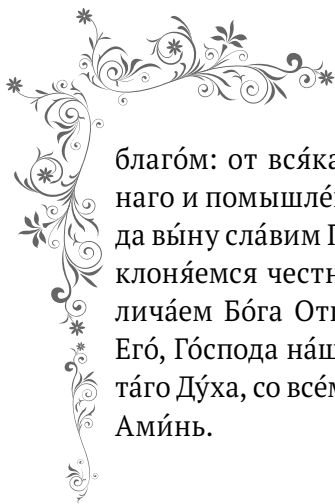 благо́м: от вся́ка
наго и помышле́
да вы́ну сла́вим
клоня́емся честн
лича́ем Бо́га От
Его́, Го́спода на́ш
та́го Ду́ха, со все́м
Ами́нь.